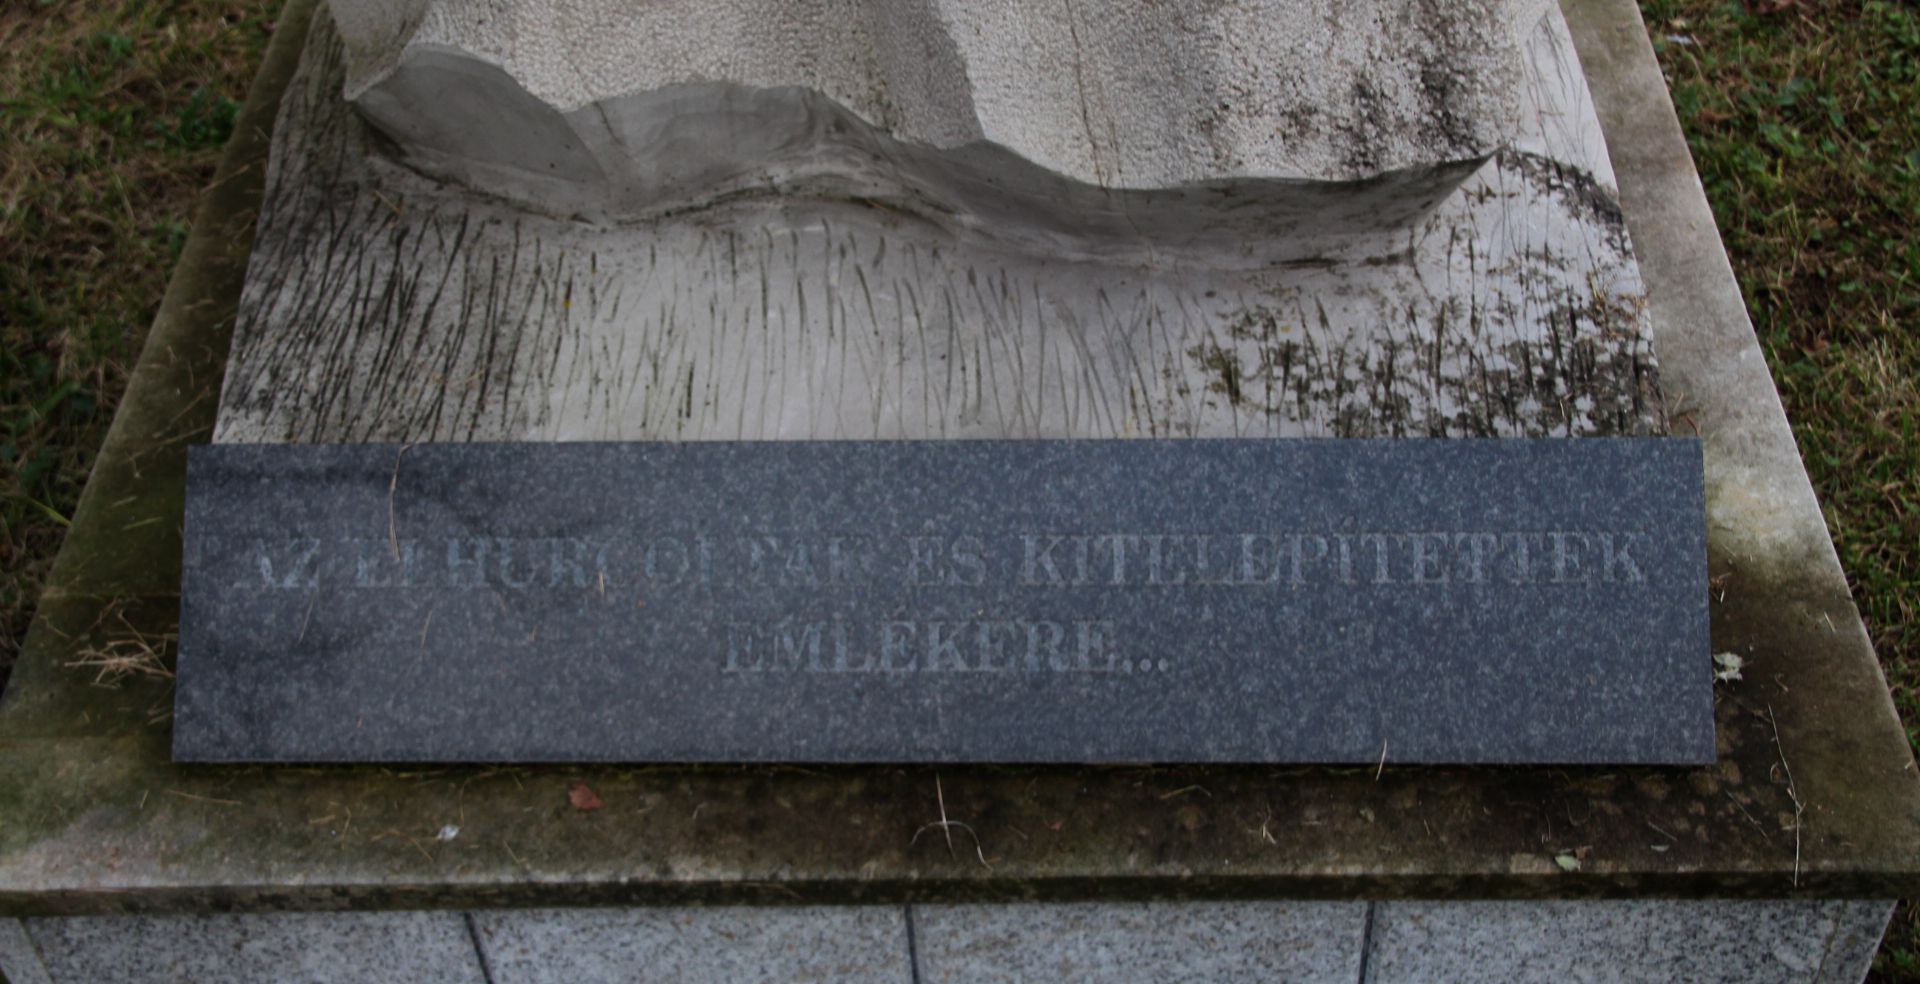 AZ ELHURCOLTAK ÉS KITELEPÍTETTEK
EMLÉKÉRE...